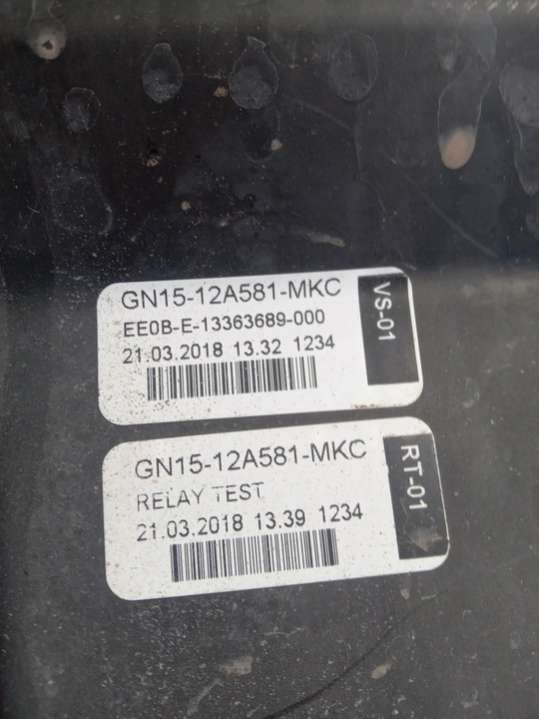 GN15-12A581-MKC
EE0B-E-13363689-000
21.03.2018 13.32 1234
VS-01
GN15-12A581-MKC
RELAY TEST
21.03.2018 13.39 1234
RT-01